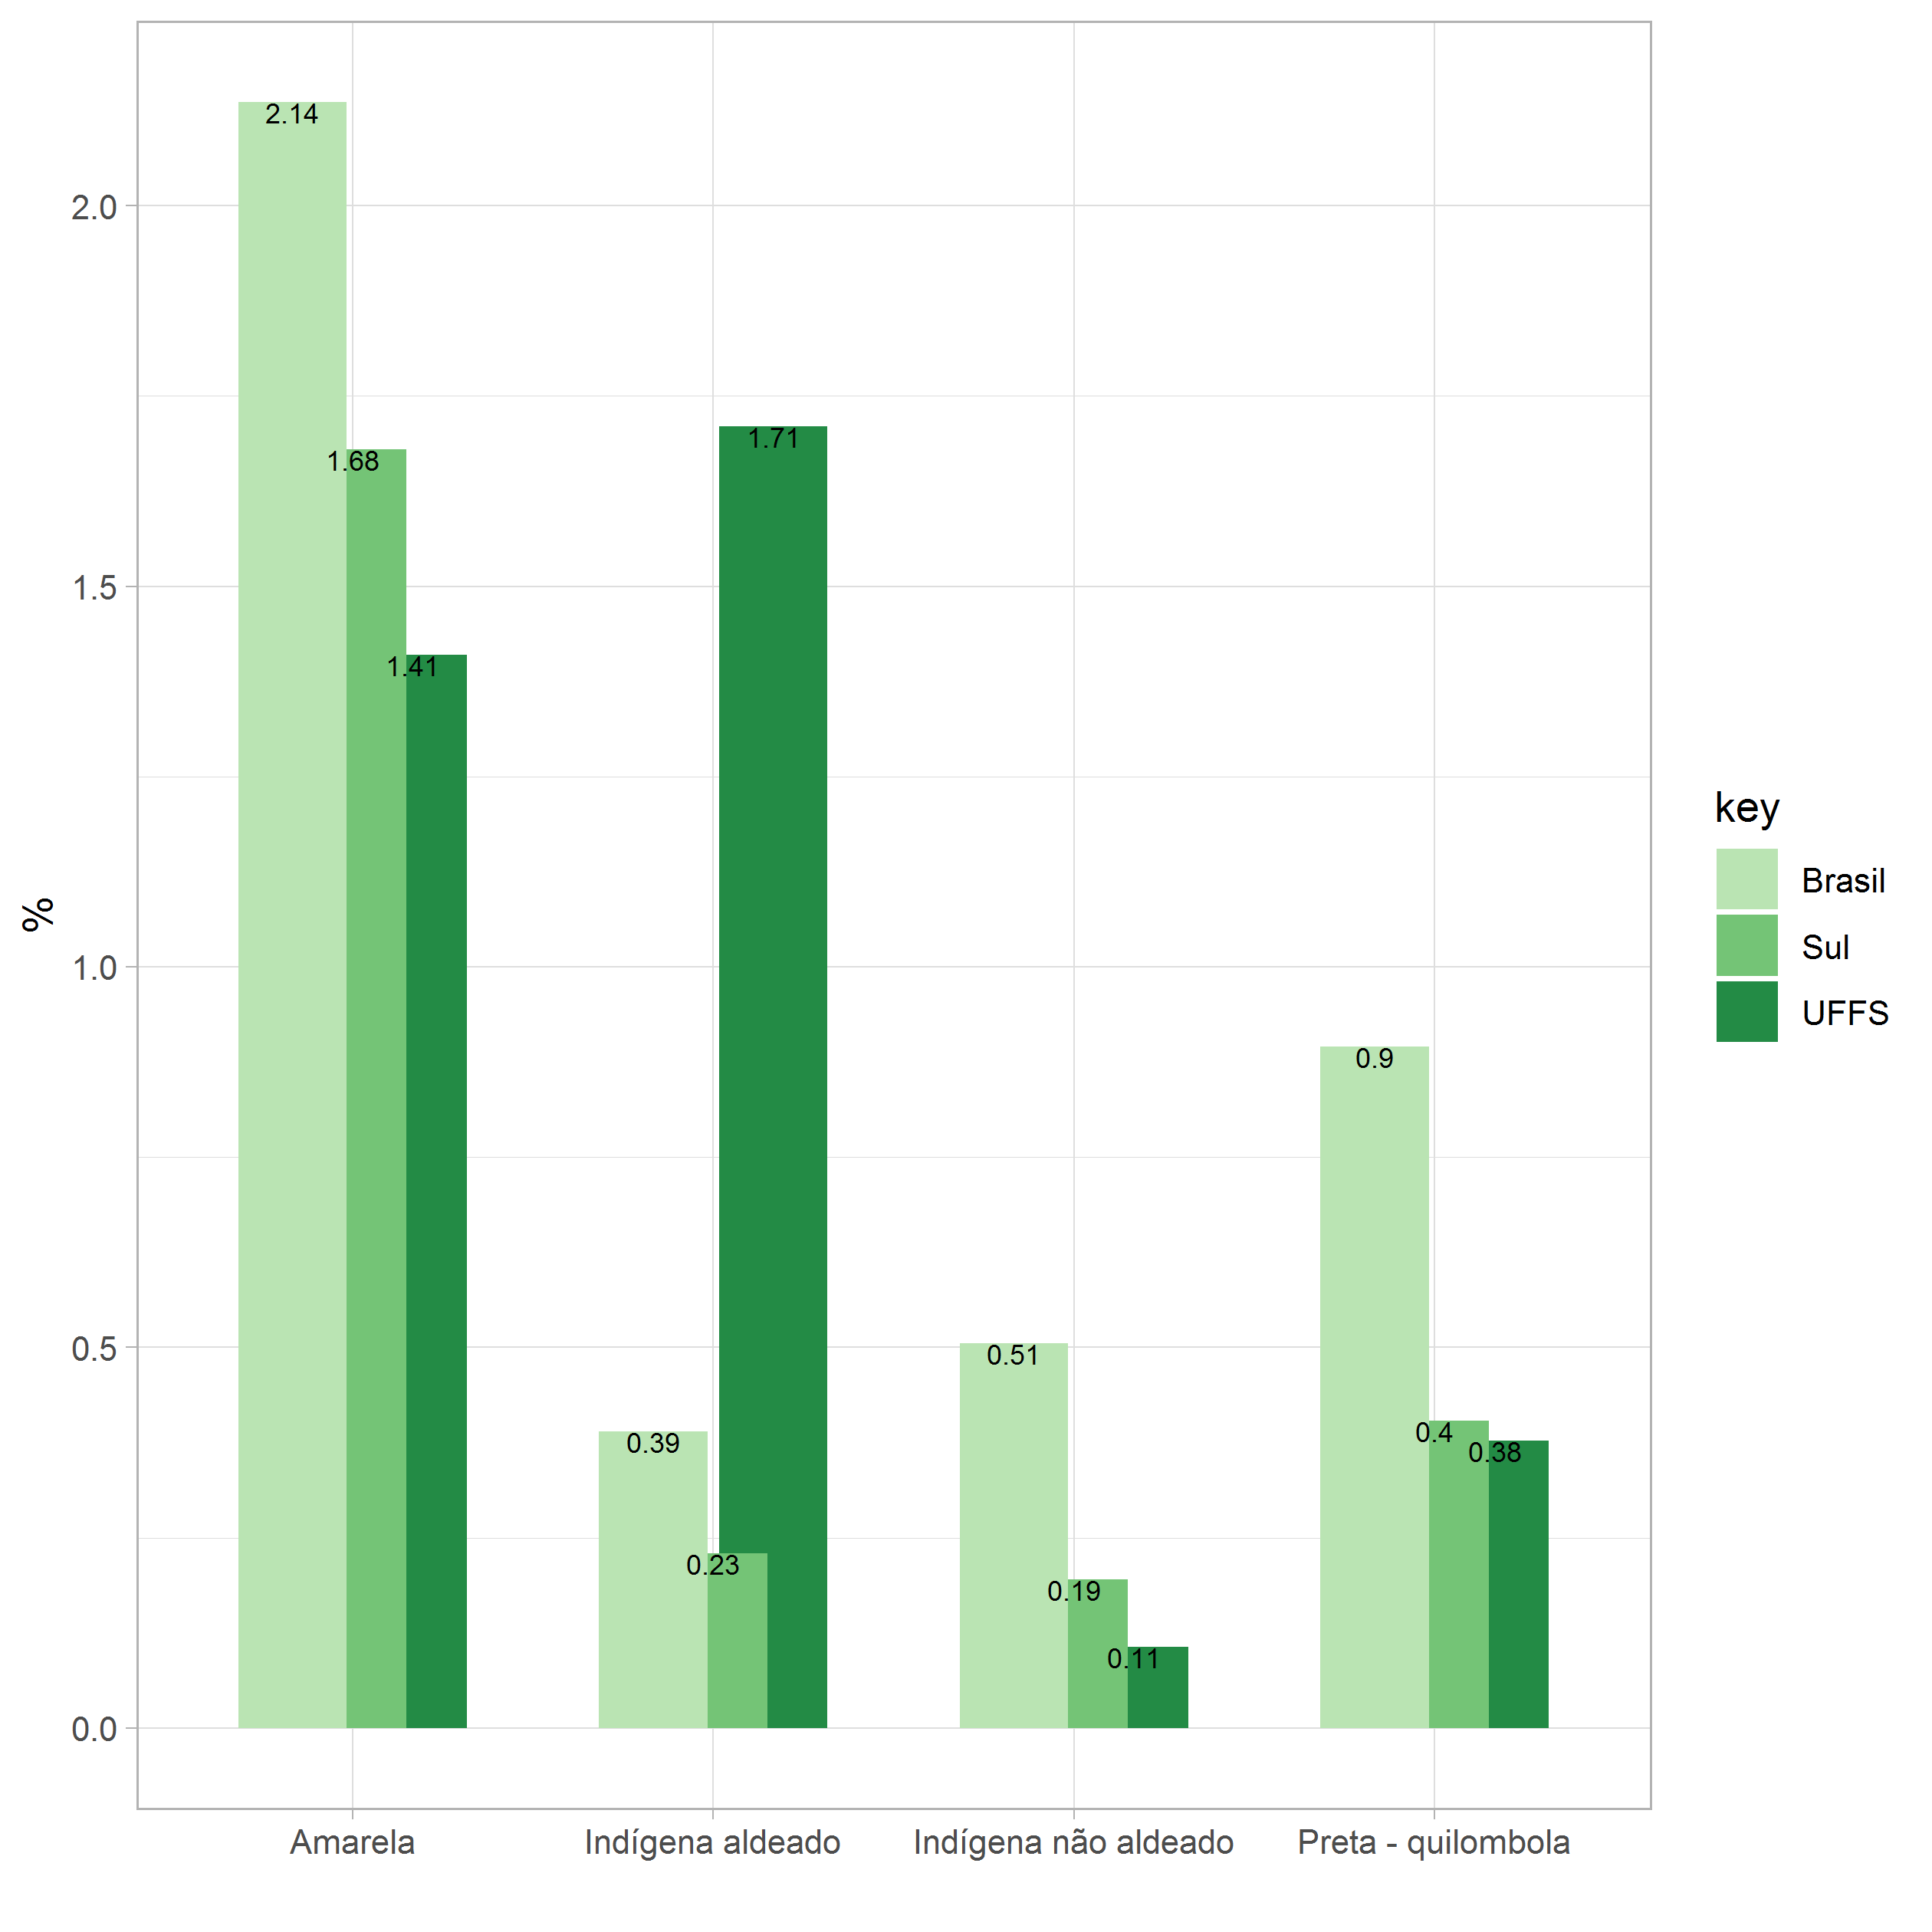 %
2.0
1.5
1.0
0.5
0.0
2.14
1.68
1.41
0.39
0.23
1.71
0.51
0.19
0.11
0.9
0.4
0.38
Amarela
Indígena aldeado
Indígena não aldeado
Preta - quilombola
key
Brasil
Sul
UFFS